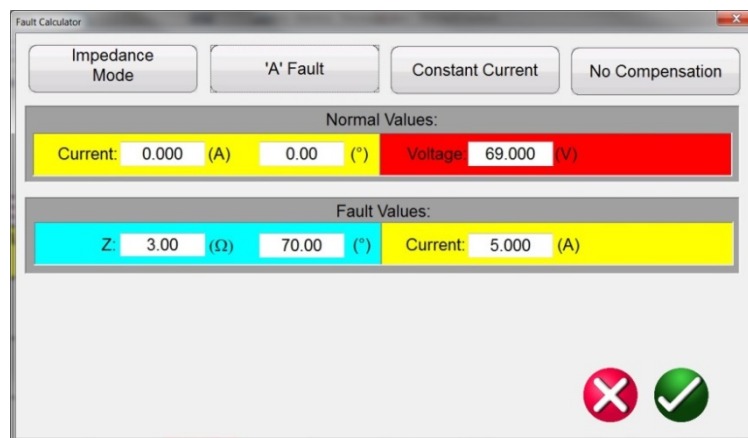 Fault Calculator
Impedance
Mode
'A' Fault
Constant Current
No Compensation
Normal Values:
Current: 0.000 (A) 0.00 (°) Voltage: 69.000 (V)
Fault Values:
Z: 3.00 (Ω) 70.00 (°) Current: 5.000 (A)